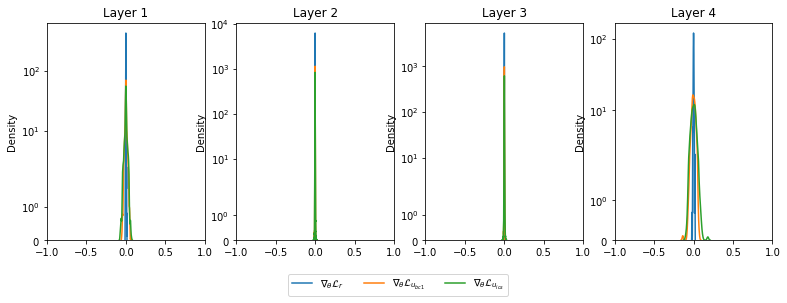 Layer 1 Layer 2 Layer 3 Layer 4
Density 10² 10¹ 10⁰ 0
Density 10⁴ 10³ 10² 10¹ 10⁰ 0
Density 10³ 10² 10¹ 10⁰ 0
Density 10² 10¹ 10⁰ 0
−1.0 −0.5 0.0 0.5 1.0 −1.0 −0.5 0.0 0.5 1.0 −1.0 −0.5 0.0 0.5 1.0 −1.0 −0.5 0.0 0.5 1.0
∇θℒr ∇θℒu_bc1 ∇θℒu_ics